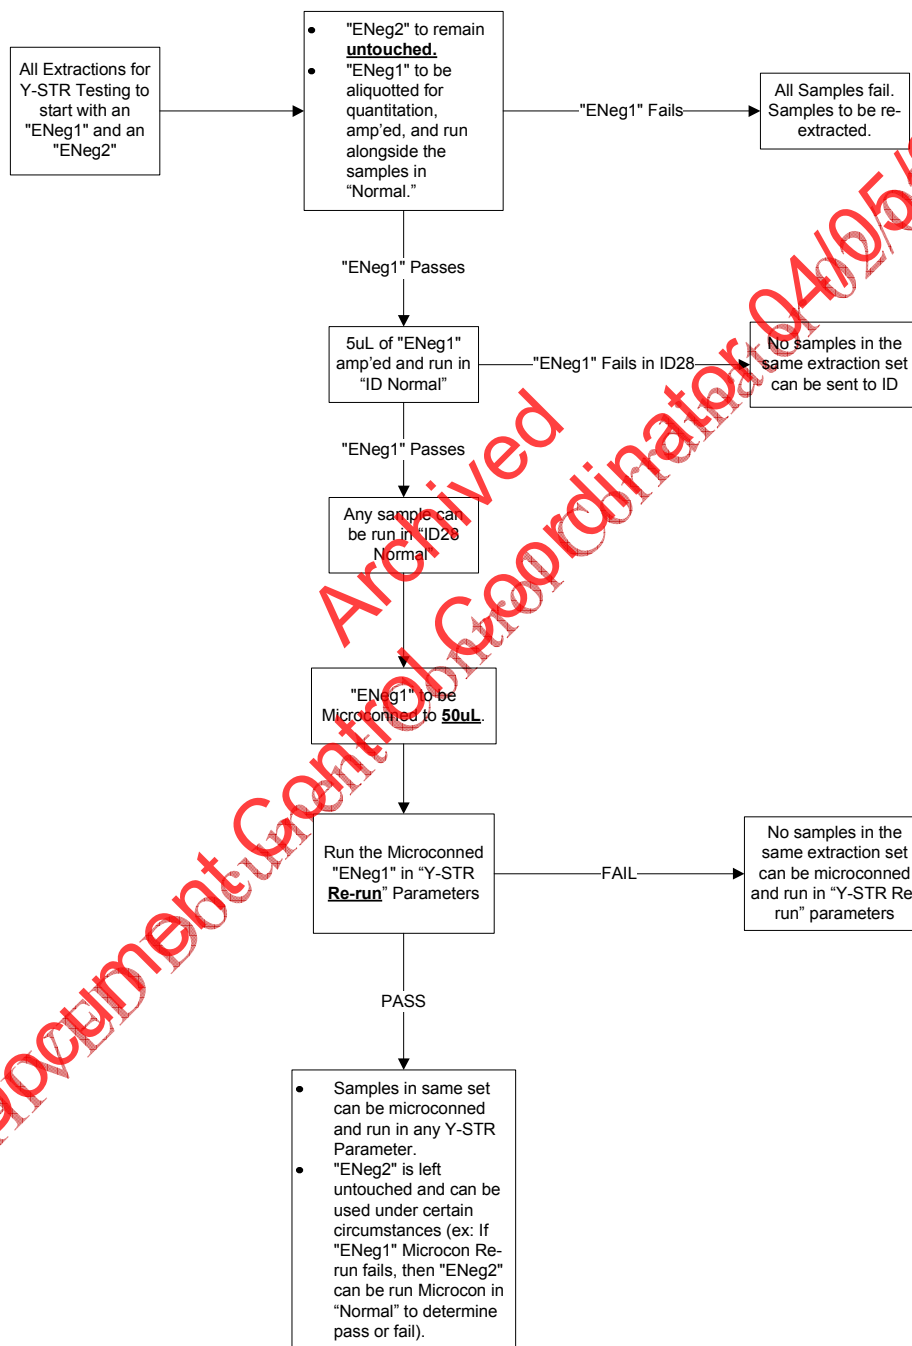 All Extractions for
Y-STR Testing to
start with an
"ENeg1" and an
"ENeg2"
• "ENeg2" to remain
untouched.
• "ENeg1" to be
aliquotted for
quantitation,
amp'ed, and run
alongside the
samples in
“Normal.”
"ENeg1" Fails
All Samples fail.
Samples to be re-
extracted.
"ENeg1" Passes
5uL of "ENeg1"
amp'ed and run in
“ID Normal”
"ENeg1" Fails in ID28
No samples in the
same extraction set
can be sent to ID
"ENeg1" Passes
Any sample can
be run in “ID28
Normal”
"ENeg1" to be
Microconned to 50uL.
Run the Microconned
"ENeg1" in “Y-STR
Re-run” Parameters
FAIL
No samples in the
same extraction set
can be microconned
and run in “Y-STR Re
run” parameters
PASS
• Samples in same set
can be microconned
and run in any Y-STR
Parameter.
• "ENeg2" is left
untouched and can be
used under certain
circumstances (ex: If
"ENeg1" Microcon Re-
run fails, then "ENeg2"
can be run Microcon in
“Normal” to determine
pass or fail).
Archived
Document Control Coordinator 04/05/
Document Control Coordinator 02/0